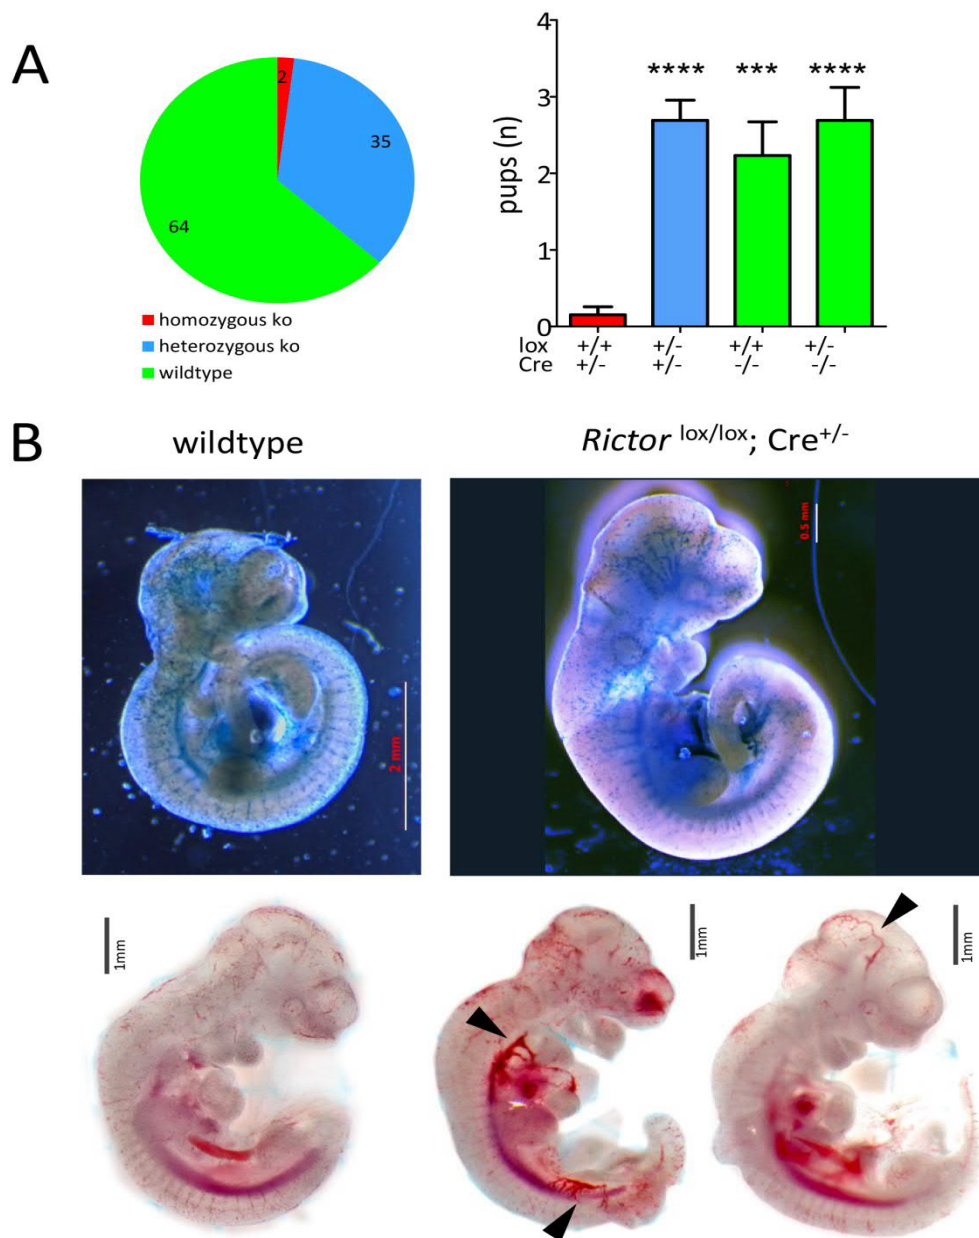 A
2
35
64
homozygous ko
heterozygous ko
wildtype
pups (n)
4
3
2
1
0
**** *** ****
lox +/+ +/- +/+ +/-
Cre +/- +/- -/- -/-
B
wildtype
Rictor lox/lox; Cre+/-
2 mm
0.5 mm
1mm
1mm
1mm